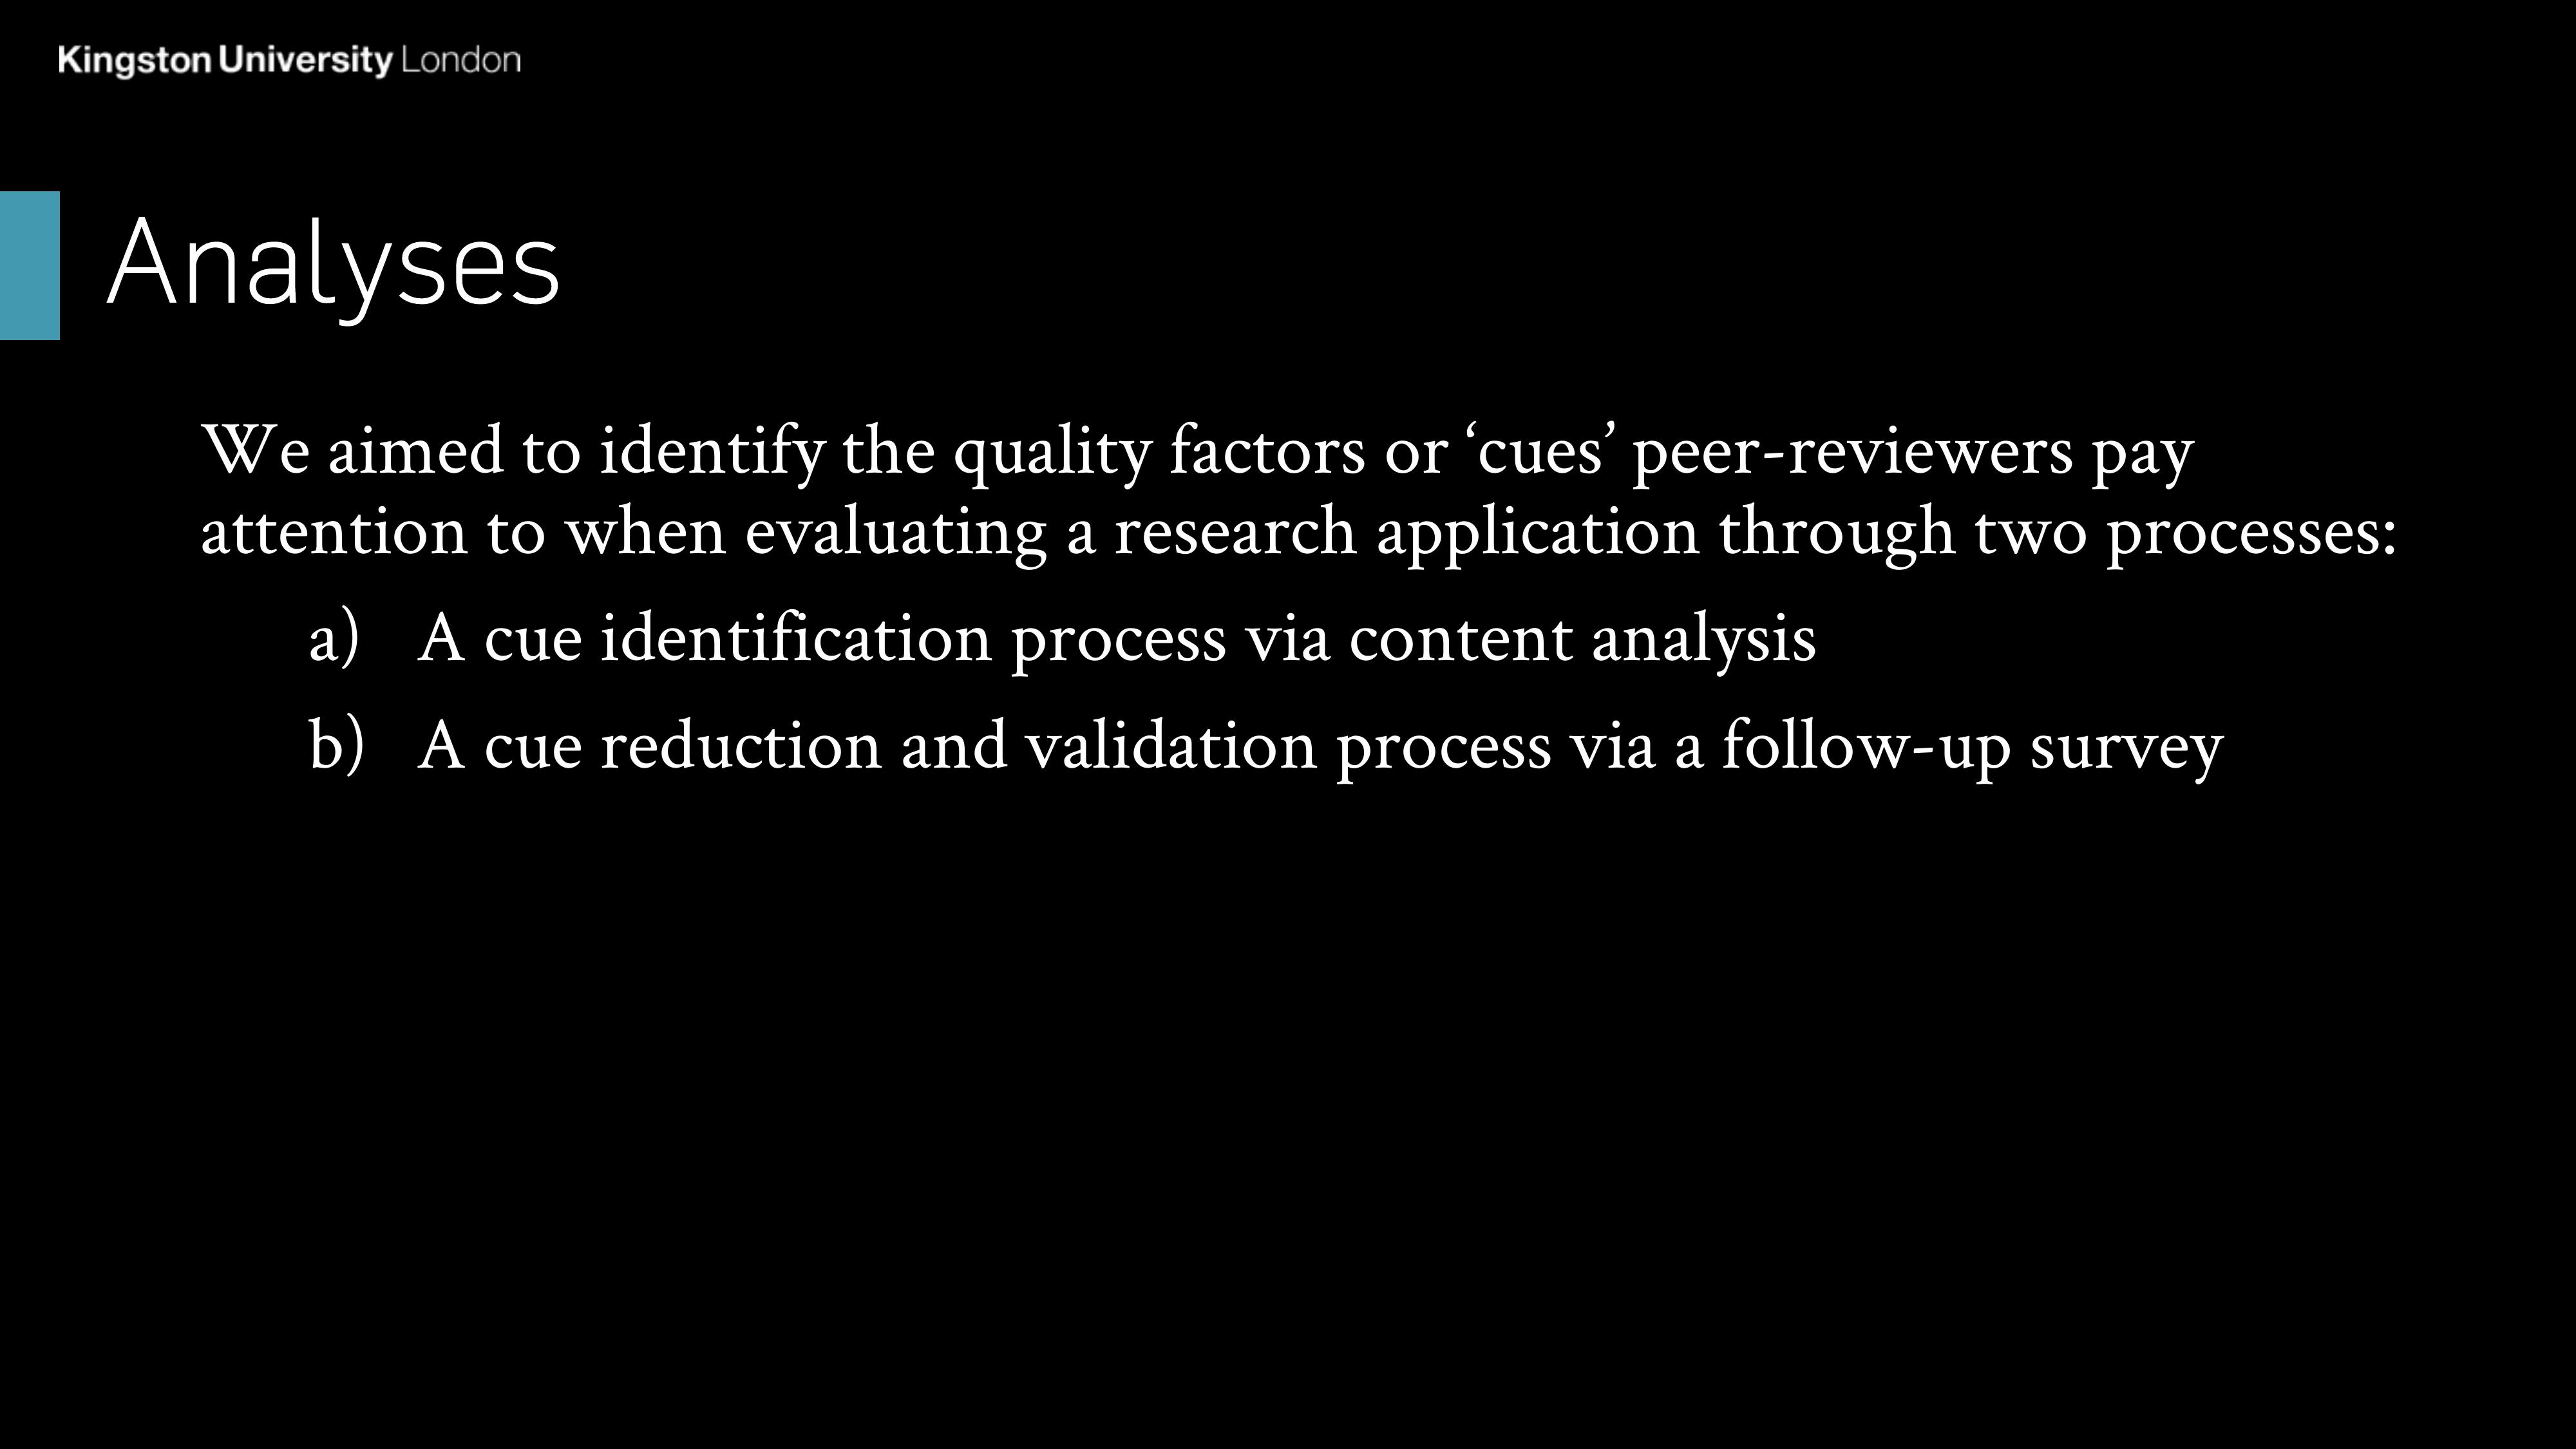 Kingston University London
Analyses
We aimed to identify the quality factors or ‘cues’ peer-reviewers pay
attention to when evaluating a research application through two processes:
a) A cue identification process via content analysis
b) A cue reduction and validation process via a follow-up survey